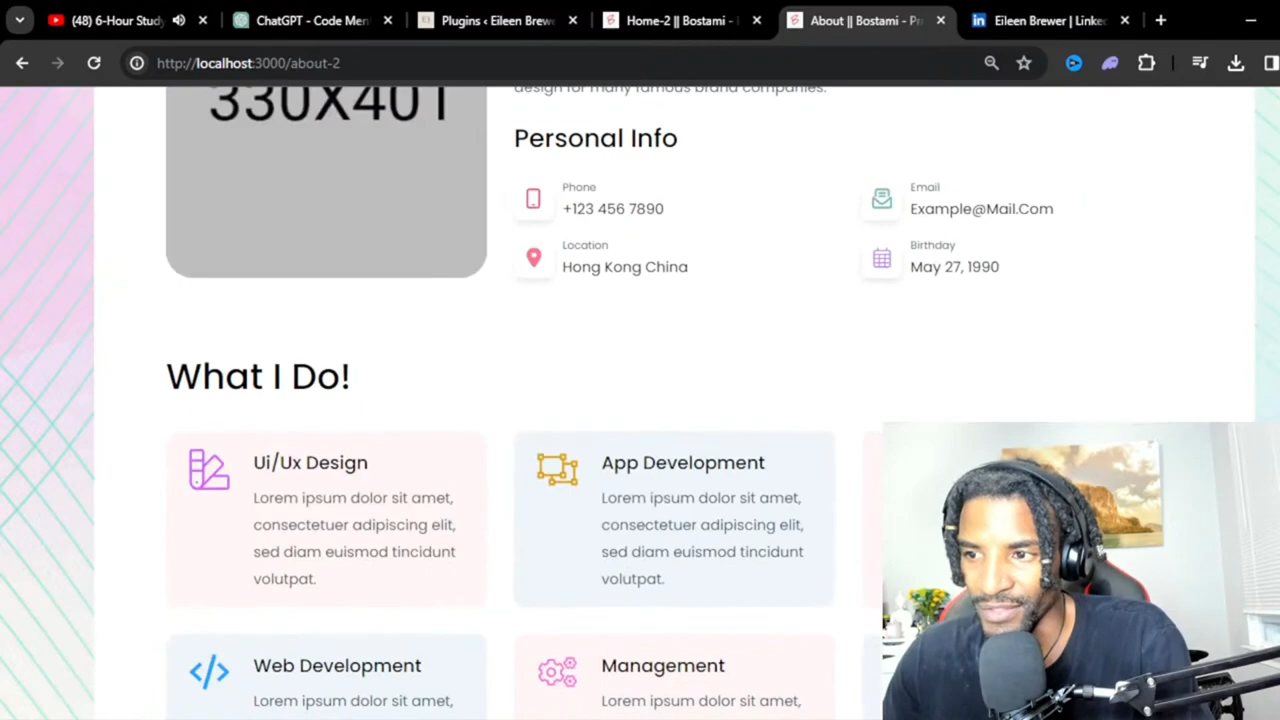 (48) 6-Hour Study
ChatGPT - Code Men
Plugins ‹ Eileen Brewe
Home-2 || Bostami -
About || Bostami - Pr
Eileen Brewer | Linke
http://localhost:3000/about-2
330X401
design for many famous brand companies.
Personal Info
Phone
+123 456 7890
Email
Example@Mail.Com
Location
Hong Kong China
Birthday
May 27, 1990
What I Do!
Ui/Ux Design
Lorem ipsum dolor sit amet,
consectetuer adipiscing elit,
sed diam euismod tincidunt
volutpat.
App Development
Lorem ipsum dolor sit amet,
consectetuer adipiscing elit,
sed diam euismod tincidunt
volutpat.
Web Development
Lorem ipsum dolor sit amet,
Management
Lorem ipsum dolor sit amet,